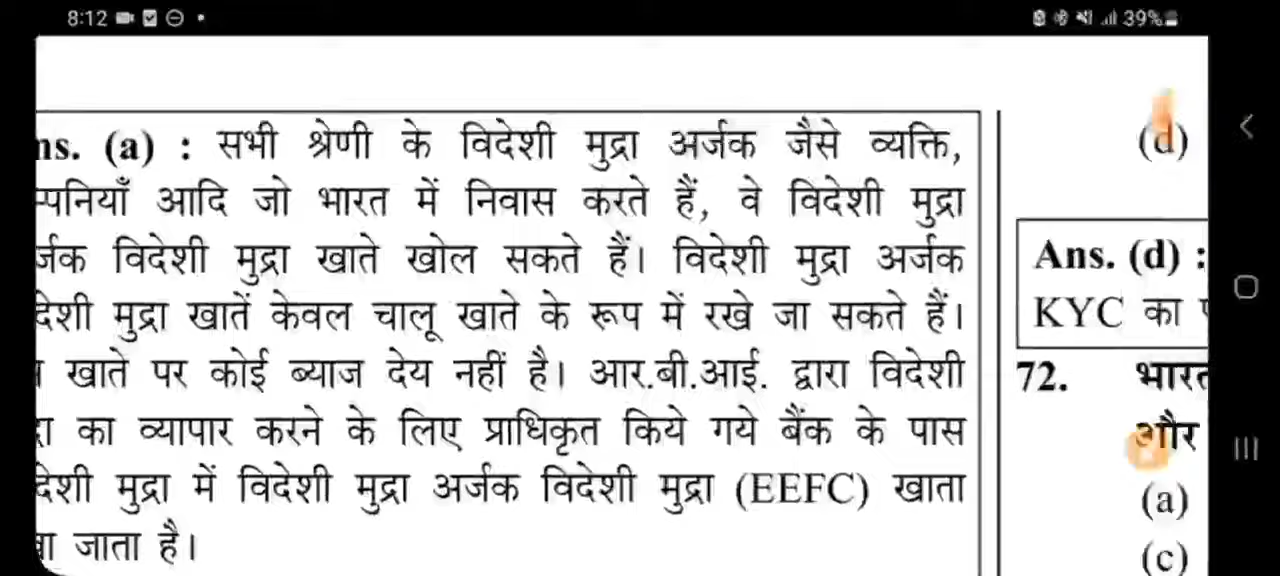 8:12
39%
ns. (a) : सभी श्रेणी के विदेशी मुद्रा अर्जक जैसे व्यक्ति,
म्पनियाँ आदि जो भारत में निवास करते हैं, वे विदेशी मुद्रा
र्जक विदेशी मुद्रा खाते खोल सकते हैं। विदेशी मुद्रा अर्जक
देशी मुद्रा खातें केवल चालू खाते के रूप में रखे जा सकते हैं।
खाते पर कोई ब्याज देय नहीं है। आर.बी.आई. द्वारा विदेशी
का व्यापार करने के लिए प्राधिकृत किये गये बैंक के पास
देशी मुद्रा में विदेशी मुद्रा अर्जक विदेशी मुद्रा (EEFC) खाता
जाता है।
(d)
Ans. (d) :
KYC का
72. भारत
और
(a)
(c)